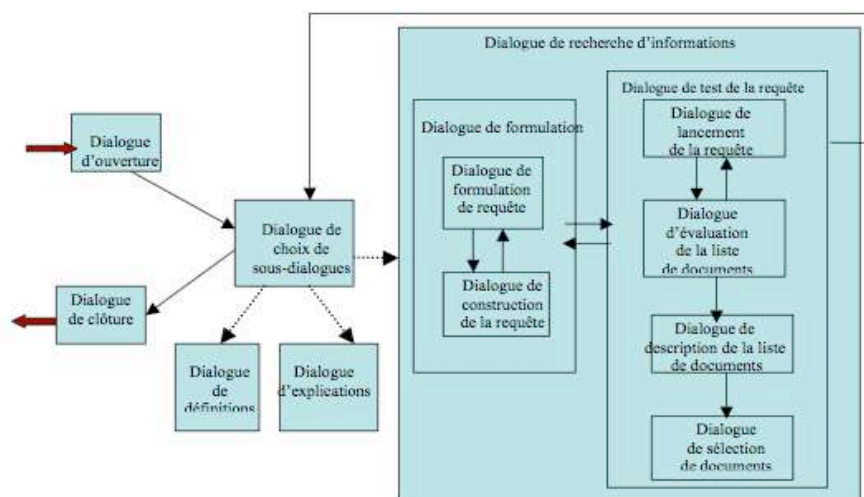 Dialogue de recherche d'informations
Dialogue
d'ouverture
Dialogue de
choix de
sous-dialogues
Dialogue
de clôture
Dialogue
de
définitions
Dialogue
d'explications
Dialogue de formulation
Dialogue de
formulation
de requête
Dialogue de
construction
de la requête
Dialogue de test de la requête
Dialogue de
lancement
de la requête
Dialogue
d'évaluation
de la liste
de documents
Dialogue de
description de la liste
de documents
Dialogue
de sélection
de documents